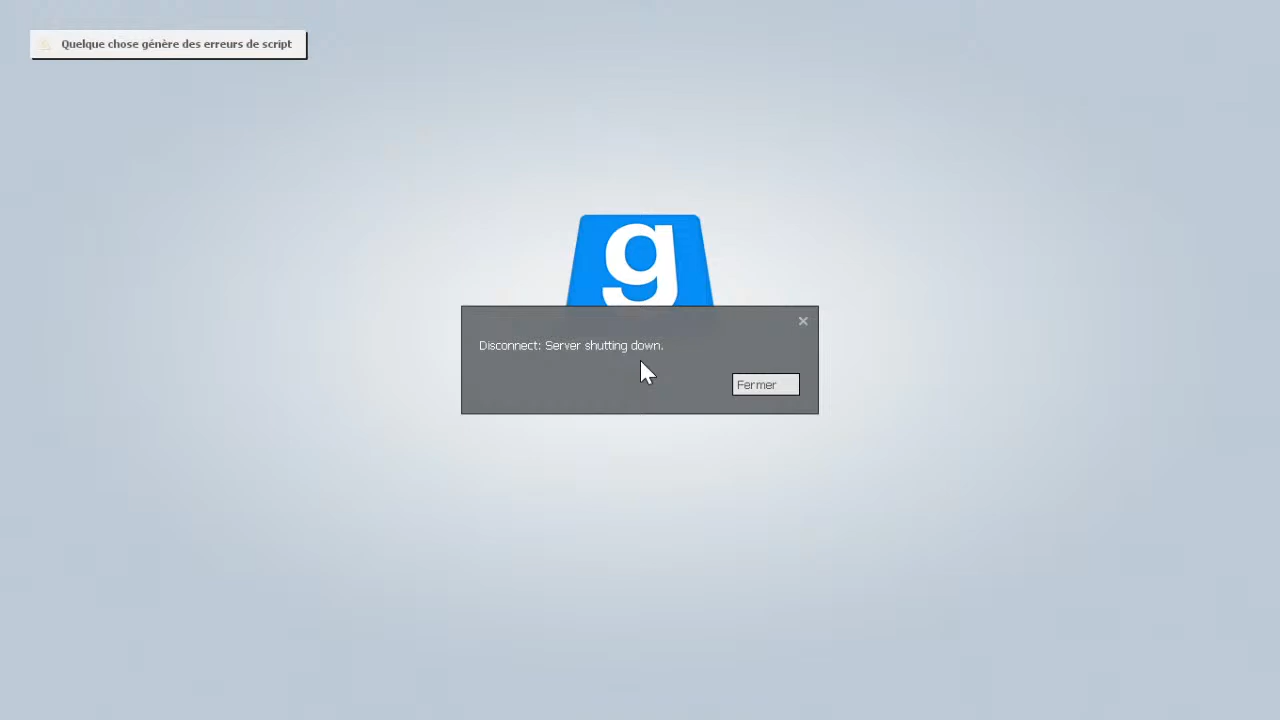 Quelque chose génère des erreurs de script
g
Disconnect: Server shutting down.
Fermer